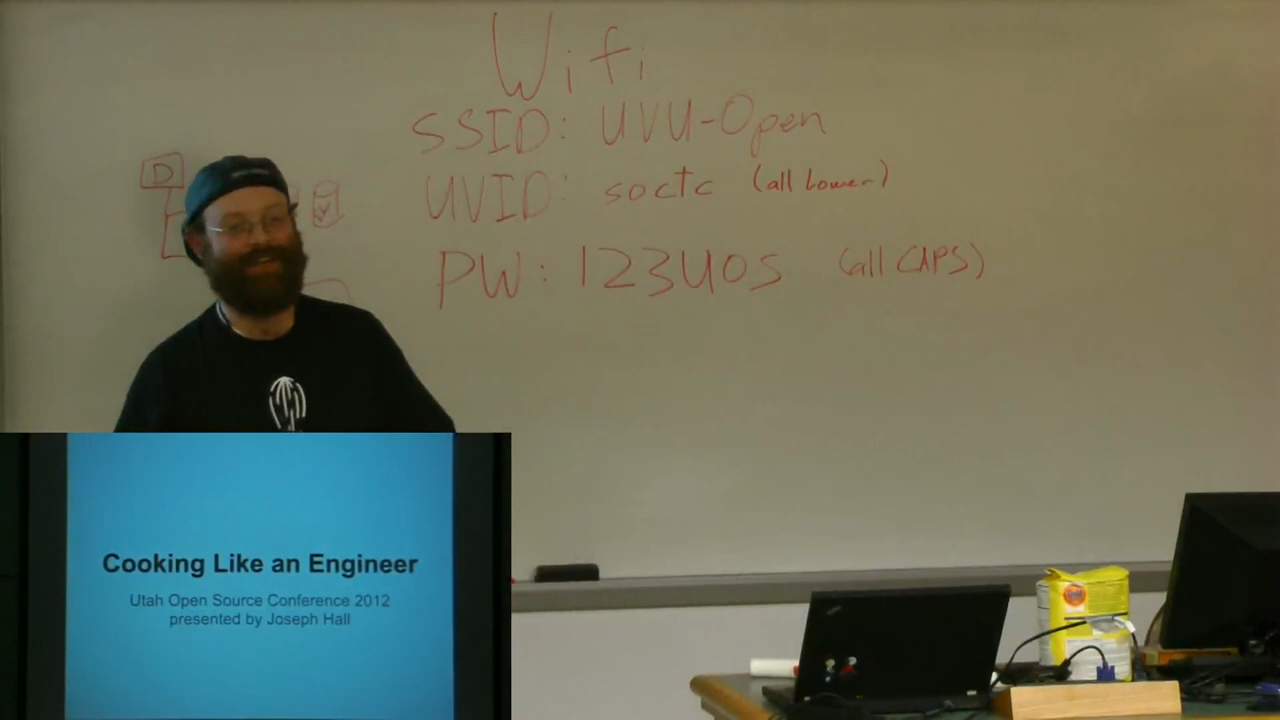 Wifi
SSID: UVU-Open
UVID: soctc (all lower)
PW: 123UOS (all CAPS)
D
Cooking Like an Engineer
Utah Open Source Conference 2012
presented by Joseph Hall